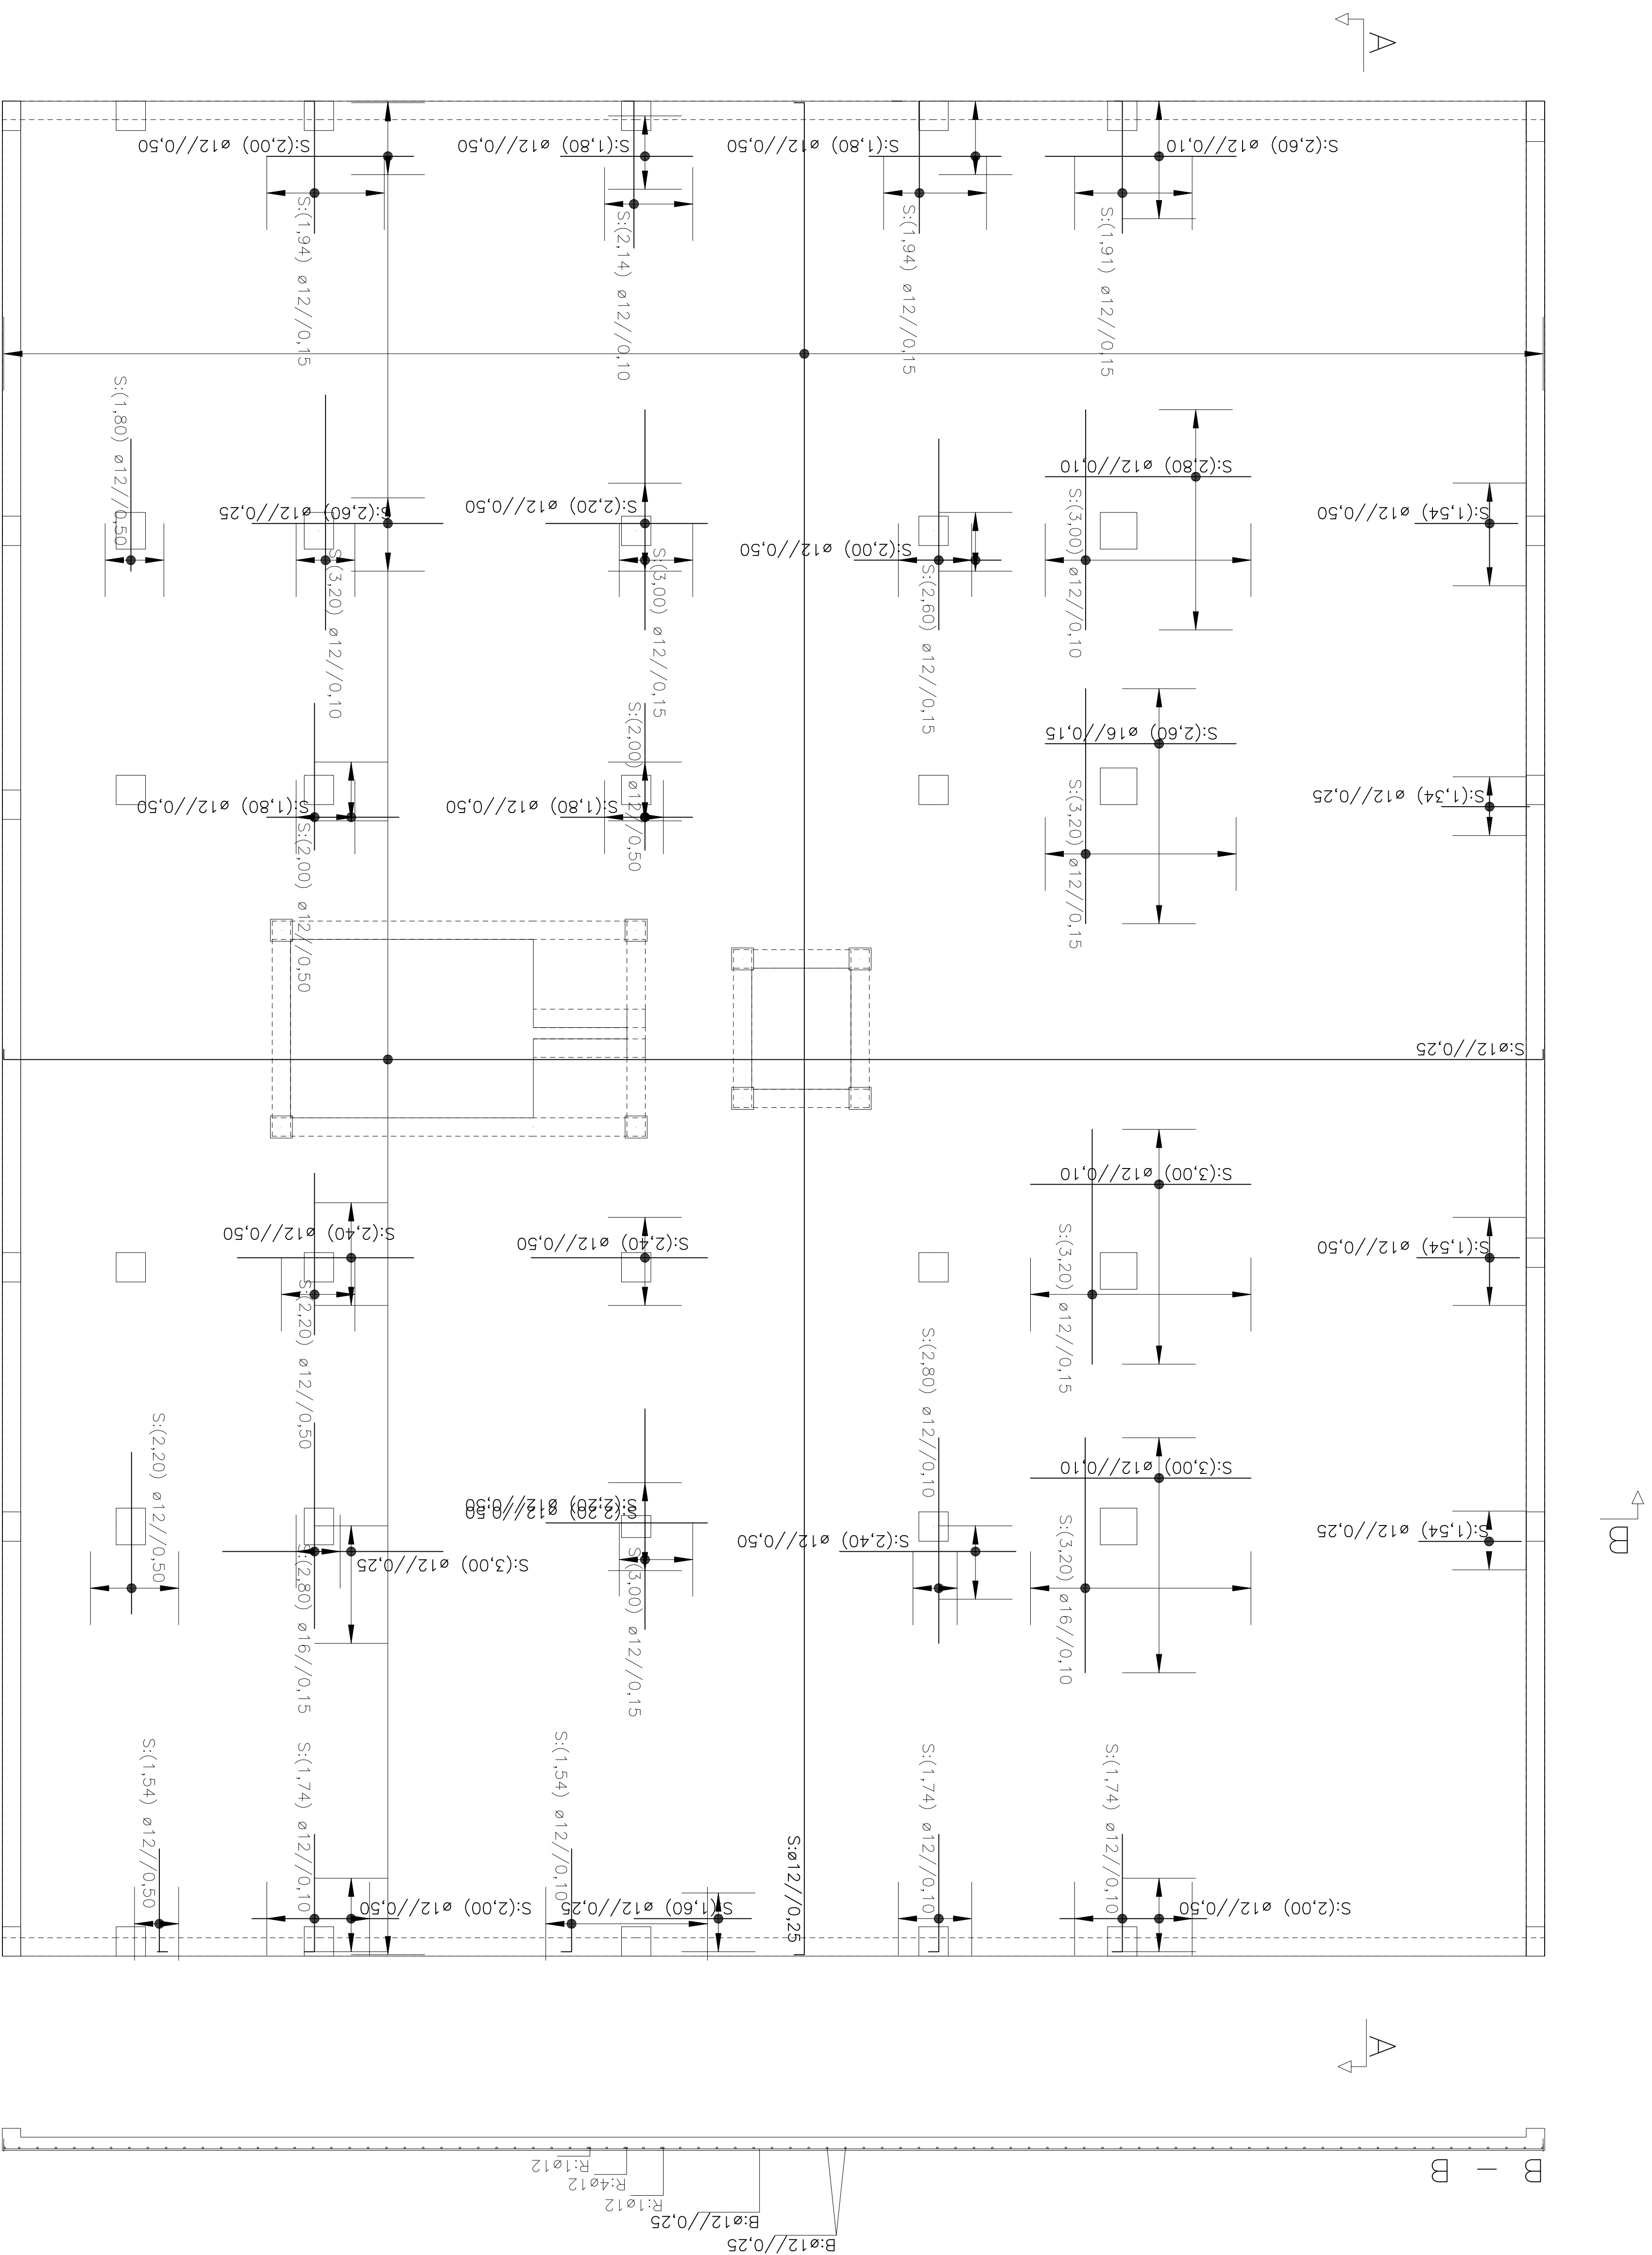 A
S:(2,00) ø12//0,50
S:(1,80) ø12//0,50
S:(1,80) ø12//0,50
S:(2,60) ø12//0,10
S:(1,94) ø12//0,15
S:(2,14) ø12//0,10
S:(1,94) ø12//0,15
S:(1,91) ø12//0,15
S:(1,80) ø12//0,50
S:(2,60) ø12//0,25
S:(2,20) ø12//0,50
S:(2,00) ø12//0,50
S:(2,80) ø12//0,10
S:(1,54) ø12//0,50
S:(3,20) ø12//0,10
S:(3,00) ø12//0,15
S:(2,60) ø12//0,15
S:(3,00) ø12//0,10
S:(1,80) ø12//0,50
S:(1,80) ø12//0,50
S:(2,60) ø16//0,15
S:(1,34) ø12//0,25
S:(2,00) ø12//0,50
S:(2,00) ø12//0,50
S:(3,20) ø12//0,15
S:ø12//0,25
S:(2,40) ø12//0,50
S:(2,40) ø12//0,50
S:(3,00) ø12//0,10
S:(1,54) ø12//0,50
S:(2,20) ø12//0,50
S:(3,20) ø12//0,15
S:(2,80) ø12//0,10
S:(2,20) ø12//0,50
S:(3,00) ø12//0,25
S:(2,20) ø12//0,50
S:(2,20) ø12//0,50
S:(2,40) ø12//0,50
S:(3,00) ø12//0,10
S:(1,54) ø12//0,25
B
S:(2,80) ø16//0,15
S:(3,00) ø12//0,15
S:(3,20) ø16//0,10
S:(1,54) ø12//0,50
S:(1,74) ø12//0,10
S:(1,54) ø12//0,10
S:ø12//0,25
S:(1,74) ø12//0,10
S:(1,74) ø12//0,10
S:(2,00) ø12//0,50
S:(1,60) ø12//0,25
S:(2,00) ø12//0,50
A
B - B
R:1ø12
R:4ø12
R:1ø12
B:ø12//0,25
B:ø12//0,25